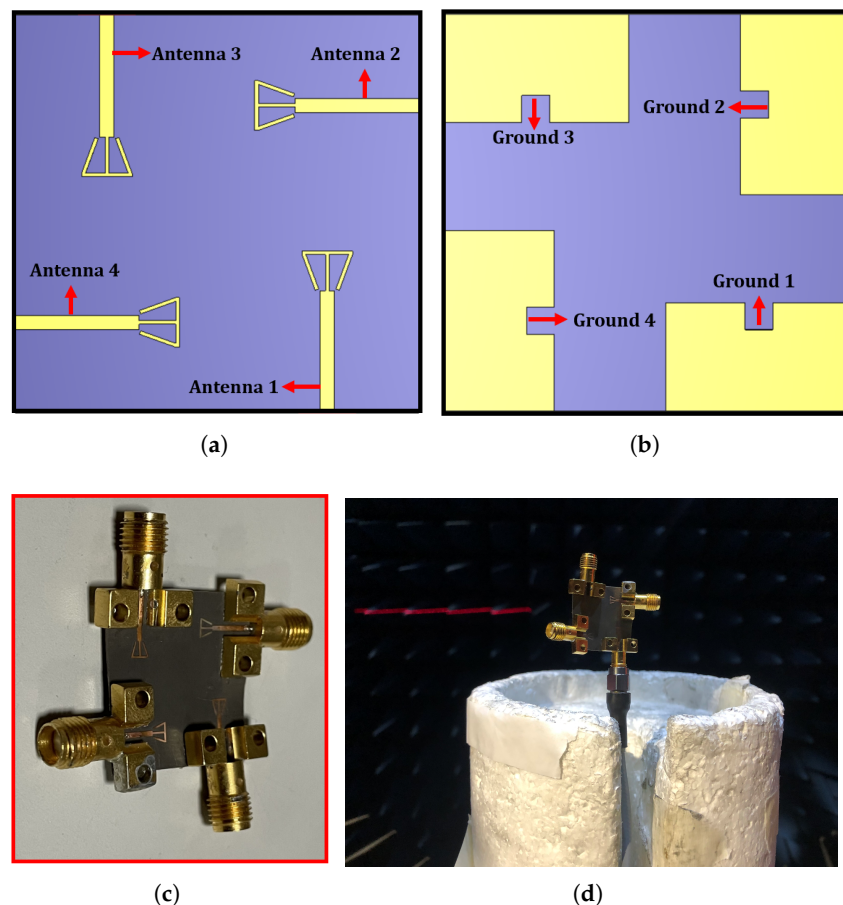 Antenna 3
Antenna 2
Antenna 4
Antenna 1
Ground 2
Ground 3
Ground 1
Ground 4
(a)
(b)
(c)
(d)